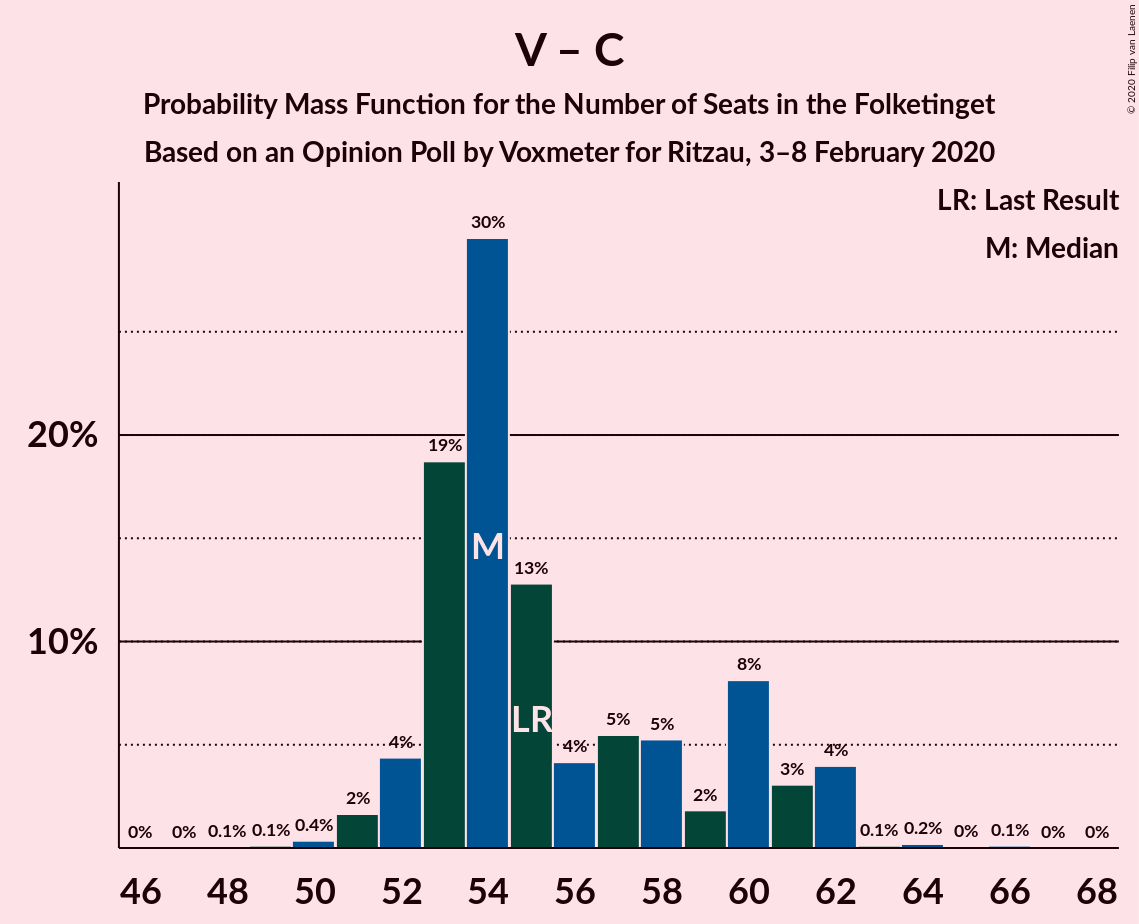 V – C
Probability Mass Function for the Number of Seats in the Folketinget
Based on an Opinion Poll by Voxmeter for Ritzau, 3–8 February 2020
© 2020 Filip van Laenen
LR: Last Result
M: Median
20%
10%
0% 0% 0.1% 0.1% 0.4% 2% 4% 19% 30% 13% 4% 5% 5% 2% 8% 3% 4% 0.1% 0.2% 0% 0.1% 0% 0%
M
LR
46 48 50 52 54 56 58 60 62 64 66 68